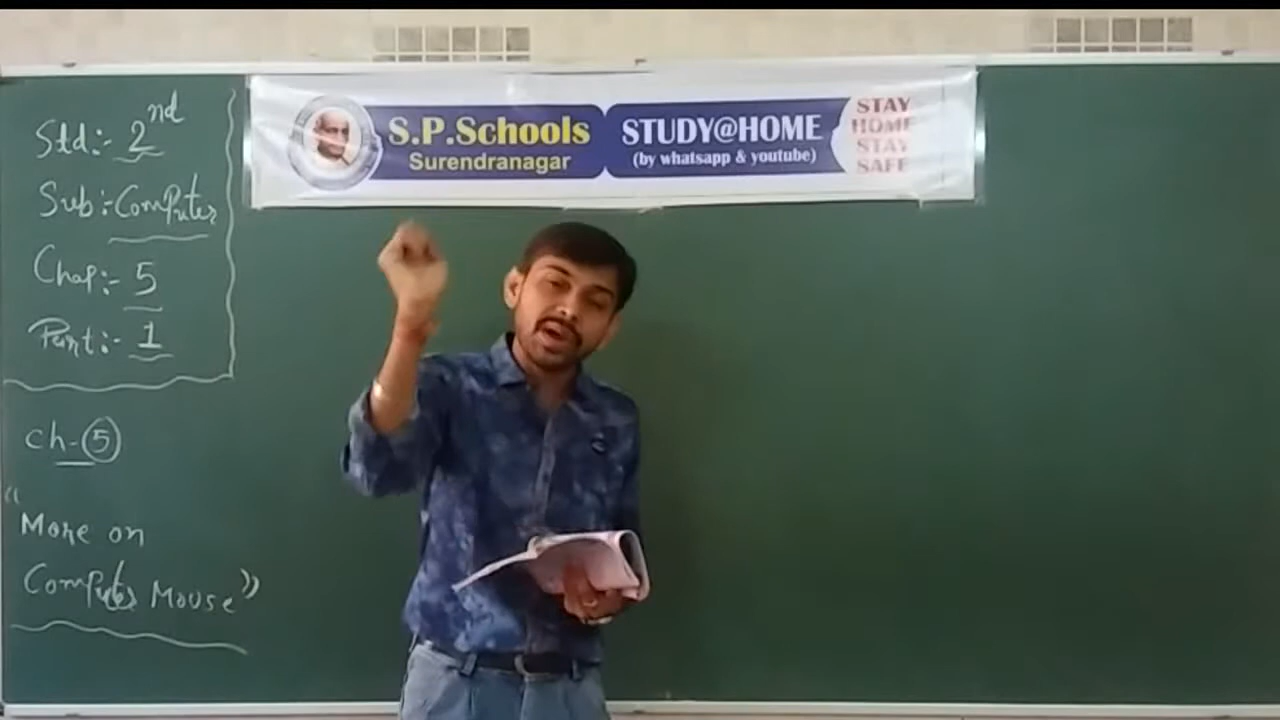 Std:- 2nd
Sub:- Computer
Chap:- 5
Part:- 1
ch-5
"More on
Computer Mouse"
S.P.Schools
Surendranagar
STUDY@HOME
(by whatsapp & youtube)
STAY
HOME
STAY
SAFE